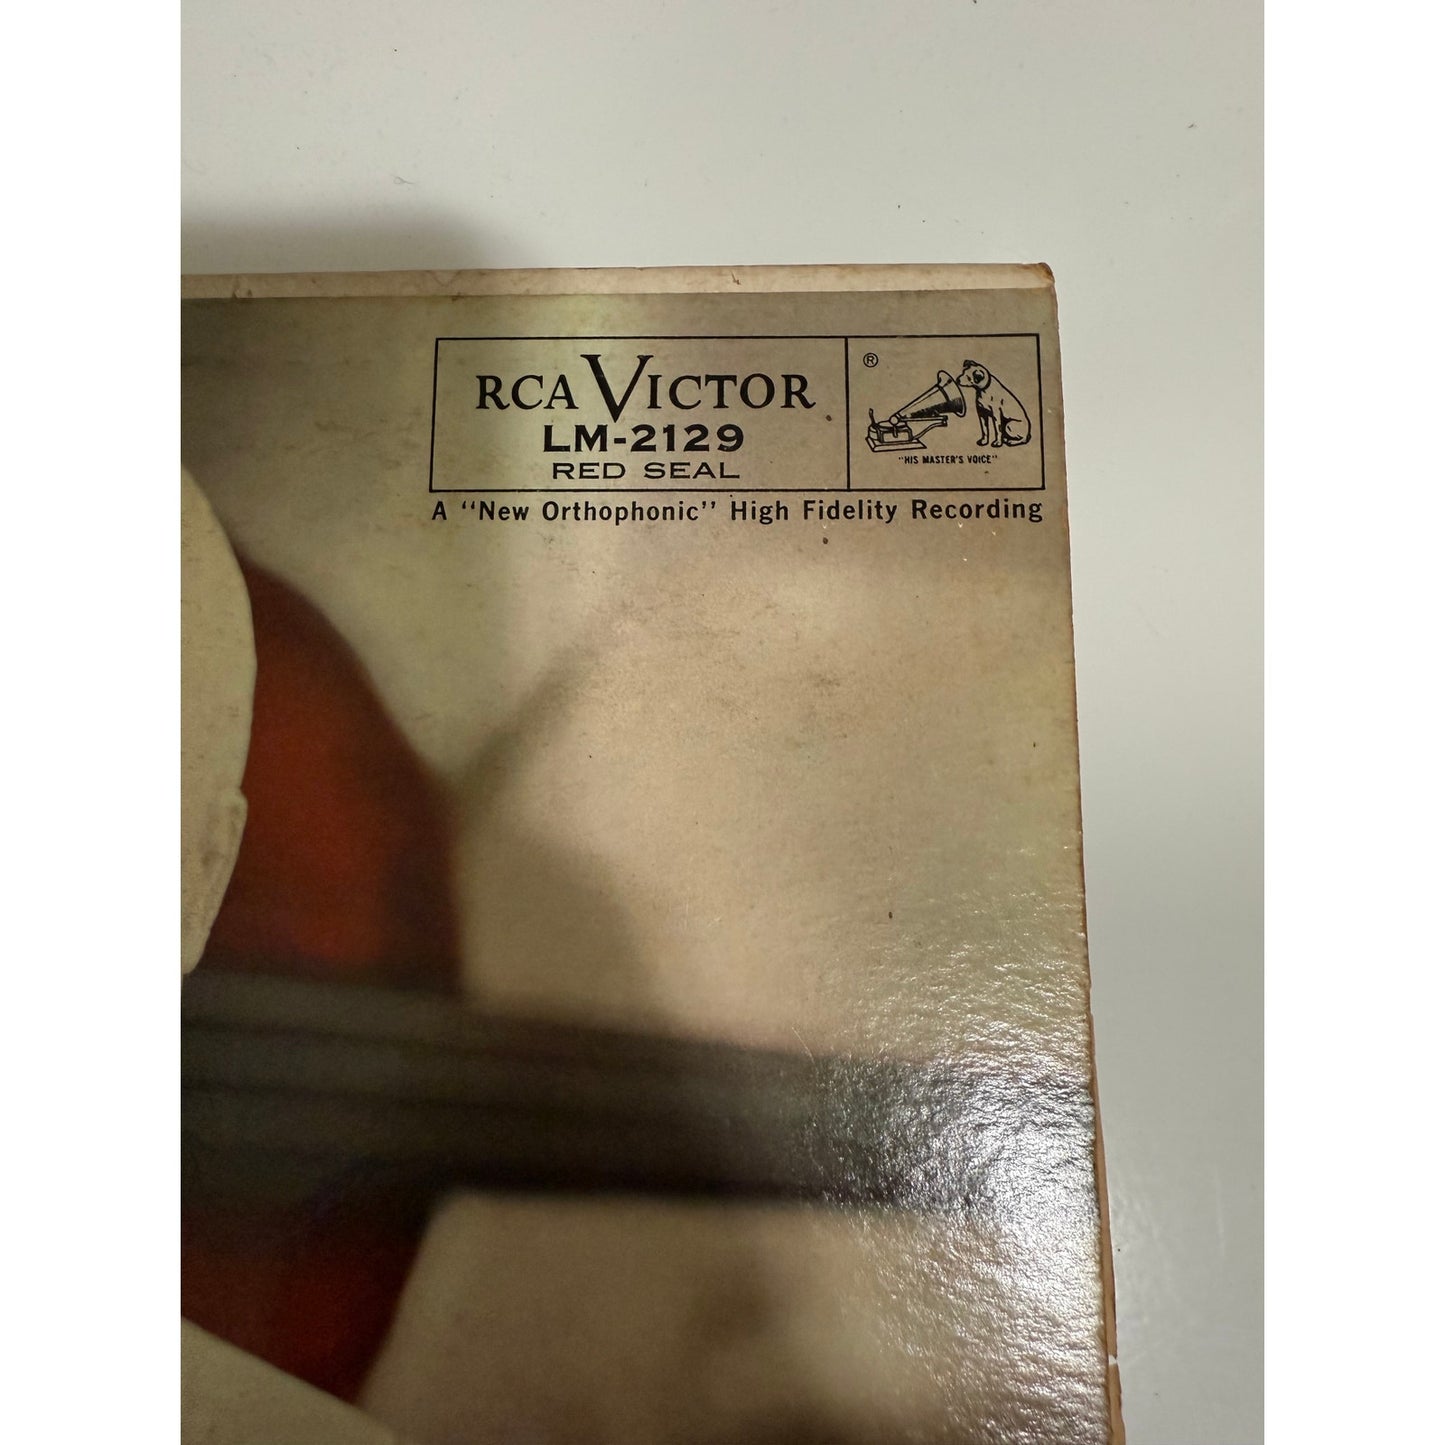 RCA VICTOR
LM-2129
RED SEAL
®
"HIS MASTER'S VOICE"
A "New Orthophonic" High Fidelity Recording